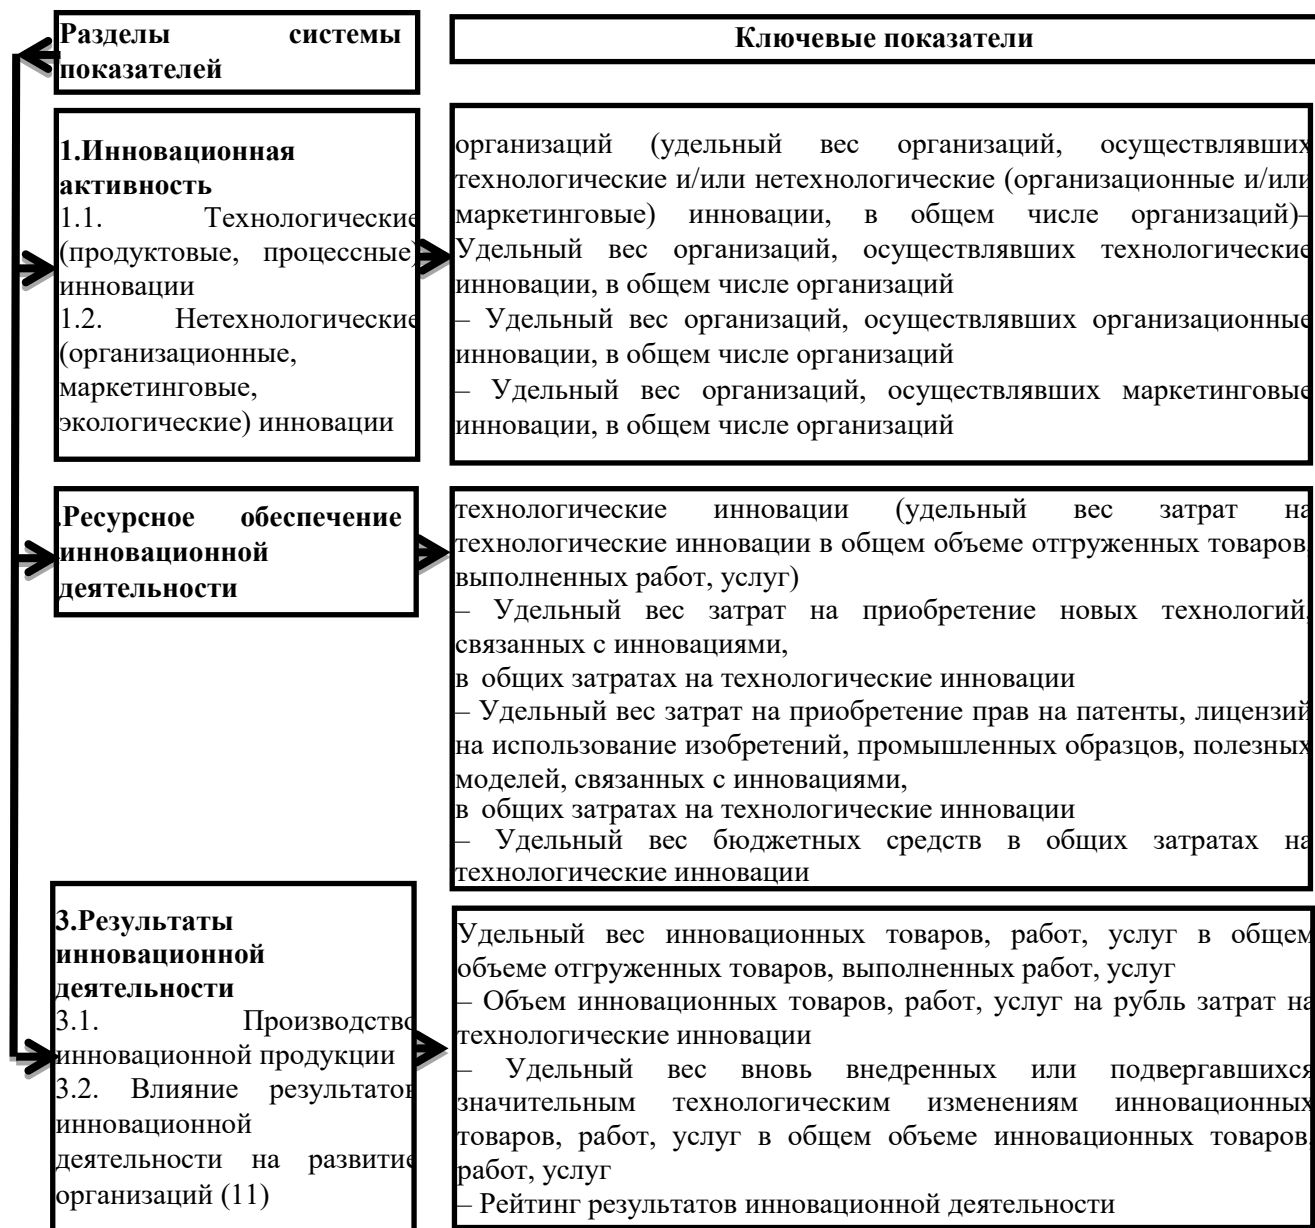 Разделы системы
показателей
Ключевые показатели
1.Инновационная
активность
1.1. Технологические
(продуктовые, процессные)
инновации
1.2. Нетехнологические
(организационные,
маркетинговые,
экологические) инновации
организаций (удельный вес организаций, осуществлявших
технологические и/или нетехнологические (организационные и/или
маркетинговые) инновации, в общем числе организаций)–
Удельный вес организаций, осуществлявших технологические
инновации, в общем числе организаций
– Удельный вес организаций, осуществлявших организационные
инновации, в общем числе организаций
– Удельный вес организаций, осуществлявших маркетинговые
инновации, в общем числе организаций
.Ресурсное обеспечение
инновационной
деятельности
технологические инновации (удельный вес затрат на
технологические инновации в общем объеме отгруженных товаров,
выполненных работ, услуг)
– Удельный вес затрат на приобретение новых технологий,
связанных с инновациями,
в общих затратах на технологические инновации
– Удельный вес затрат на приобретение прав на патенты, лицензий
на использование изобретений, промышленных образцов, полезных
моделей, связанных с инновациями,
в общих затратах на технологические инновации
– Удельный вес бюджетных средств в общих затратах на
технологические инновации
3.Результаты
инновационной
деятельности
3.1. Производство
инновационной продукции
3.2. Влияние результатов
инновационной
деятельности на развитие
организаций (11)
Удельный вес инновационных товаров, работ, услуг в общем
объеме отгруженных товаров, выполненных работ, услуг
– Объем инновационных товаров, работ, услуг на рубль затрат на
технологические инновации
– Удельный вес вновь внедренных или подвергавшихся
значительным технологическим изменениям инновационных
товаров, работ, услуг в общем объеме инновационных товаров,
работ, услуг
– Рейтинг результатов инновационной деятельности